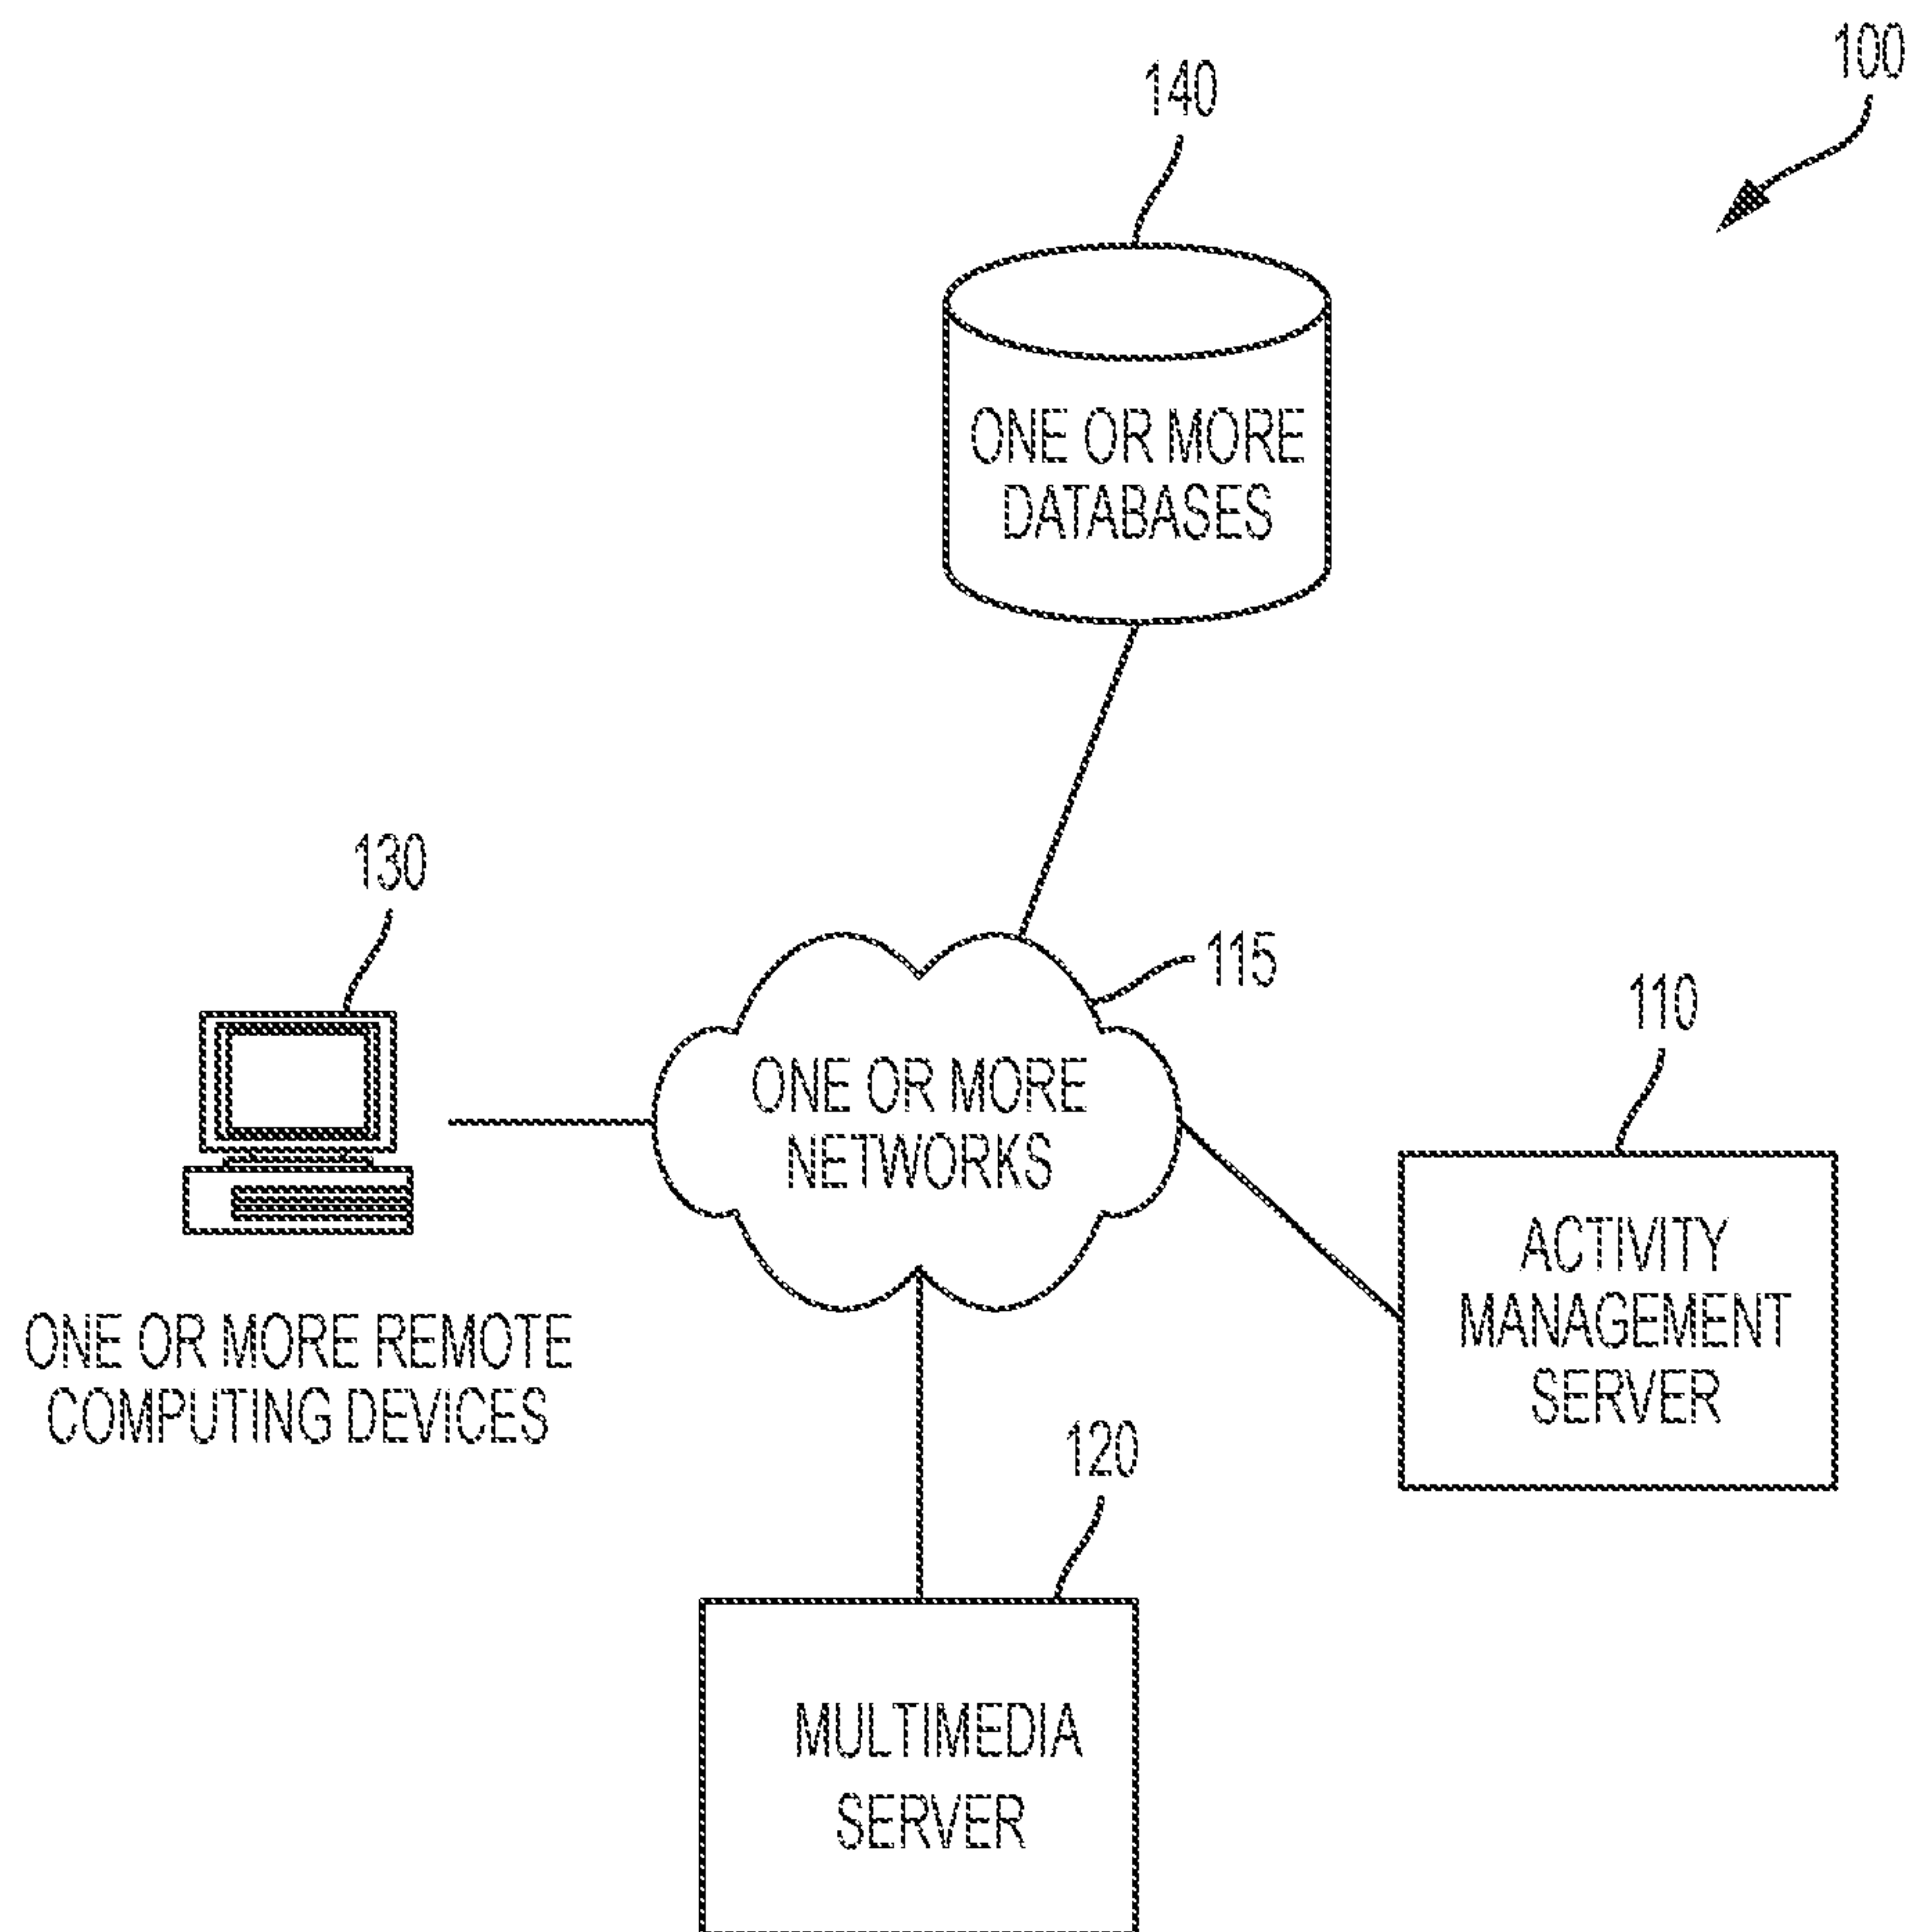 100
140
ONE OR MORE
DATABASES
130
115
110
ONE OR MORE
NETWORKS
ACTIVITY
MANAGEMENT
SERVER
ONE OR MORE REMOTE
COMPUTING DEVICES
120
MULTIMEDIA
SERVER